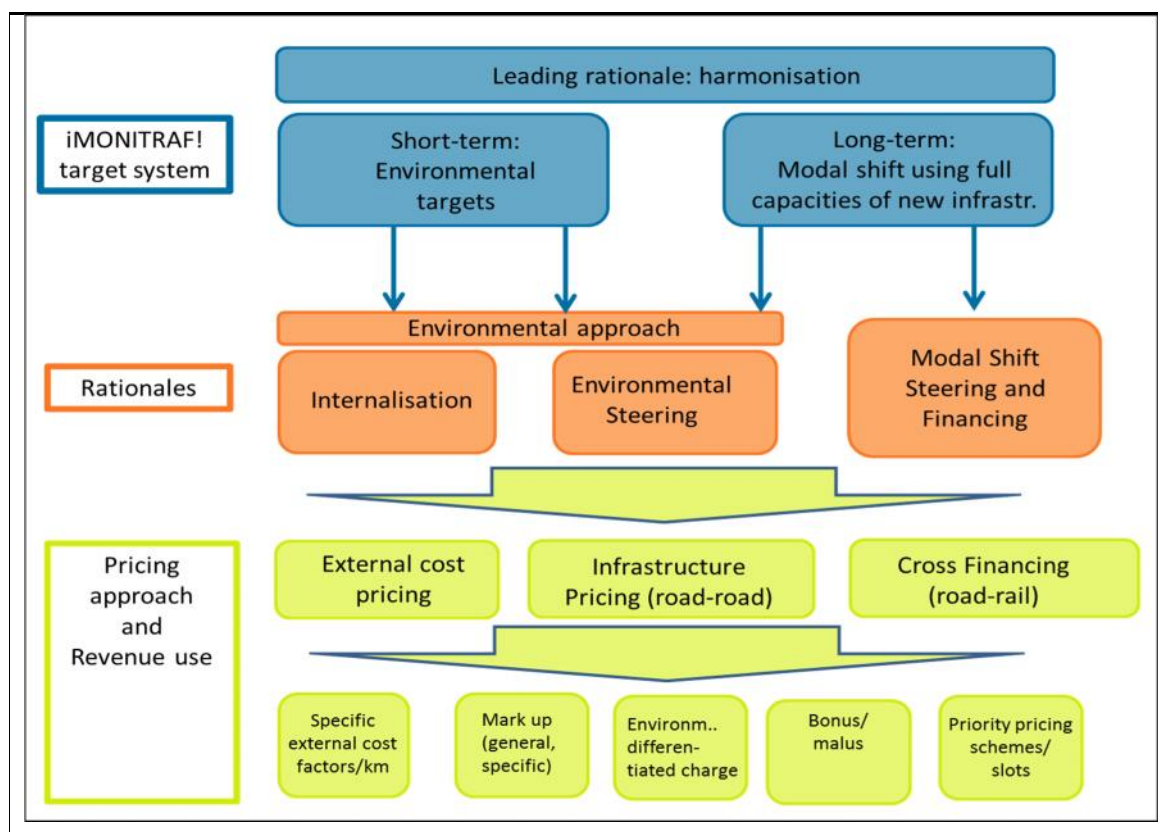 Leading rationale: harmonisation
iMONITRAF!
target system
Short-term:
Environmental
targets
Long-term:
Modal shift using full
capacities of new infrastr.
Environmental approach
Rationales
Internalisation
Environmental
Steering
Modal Shift
Steering and
Financing
Pricing
approach
and
Revenue use
External cost
pricing
Infrastructure
Pricing (road-road)
Cross Financing
(road-rail)
Specific
external cost
factors/km
Mark up
(general,
specific)
Environm..
differen-
tiated charge
Bonus/
malus
Priority pricing
schemes/
slots